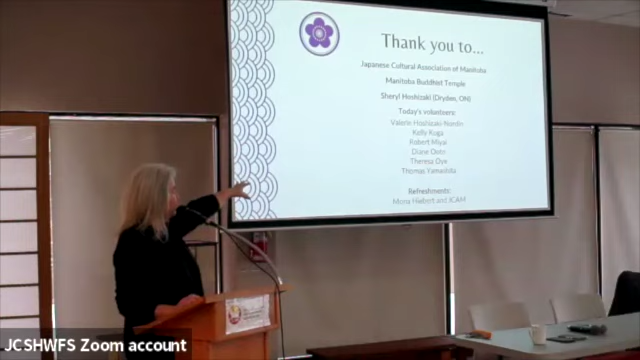 Thank you to...
Japanese Cultural Association of Manitoba
Manitoba Buddhist Temple
Sheryl Hoshizaki (Dryden, ON)
Today's volunteers:
Valerie Hoshizaki-Nordin
Kelly Koga
Robert Miyai
Diane Ooto
Theresa Oye
Thomas Yamashita
Refreshments:
Mona Hiebert and JCAM
JCSHWFS Zoom account